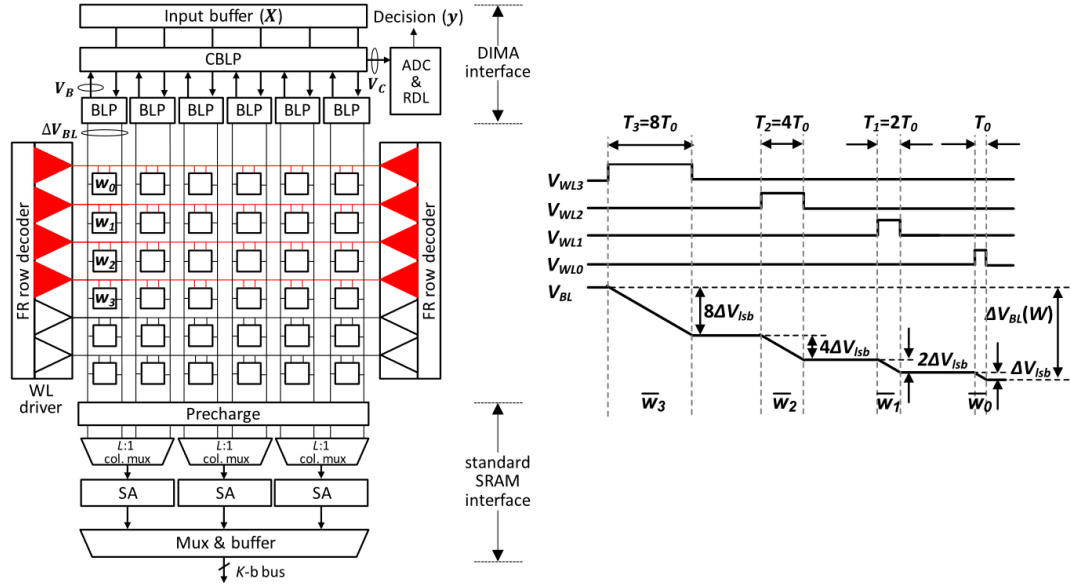 Input buffer (X)
Decision (y)
CBLP
ADC
&
RDL
V_B
V_C
DIMA
interface
BLP BLP BLP BLP BLP BLP
ΔV_BL
FR row decoder
FR row decoder
w_0
w_1
w_2
w_3
WL
driver
Precharge
L:1
col. mux
L:1
col. mux
L:1
col. mux
SA SA SA
standard
SRAM
interface
Mux & buffer
K-b bus
T_3=8T_0 T_2=4T_0 T_1=2T_0 T_0
V_WL3
V_WL2
V_WL1
V_WL0
V_BL
8ΔV_lsb
4ΔV_lsb
2ΔV_lsb
ΔV_BL(W)
ΔV_lsb
w̅_3 w̅_2 w̅_1 w̅_0